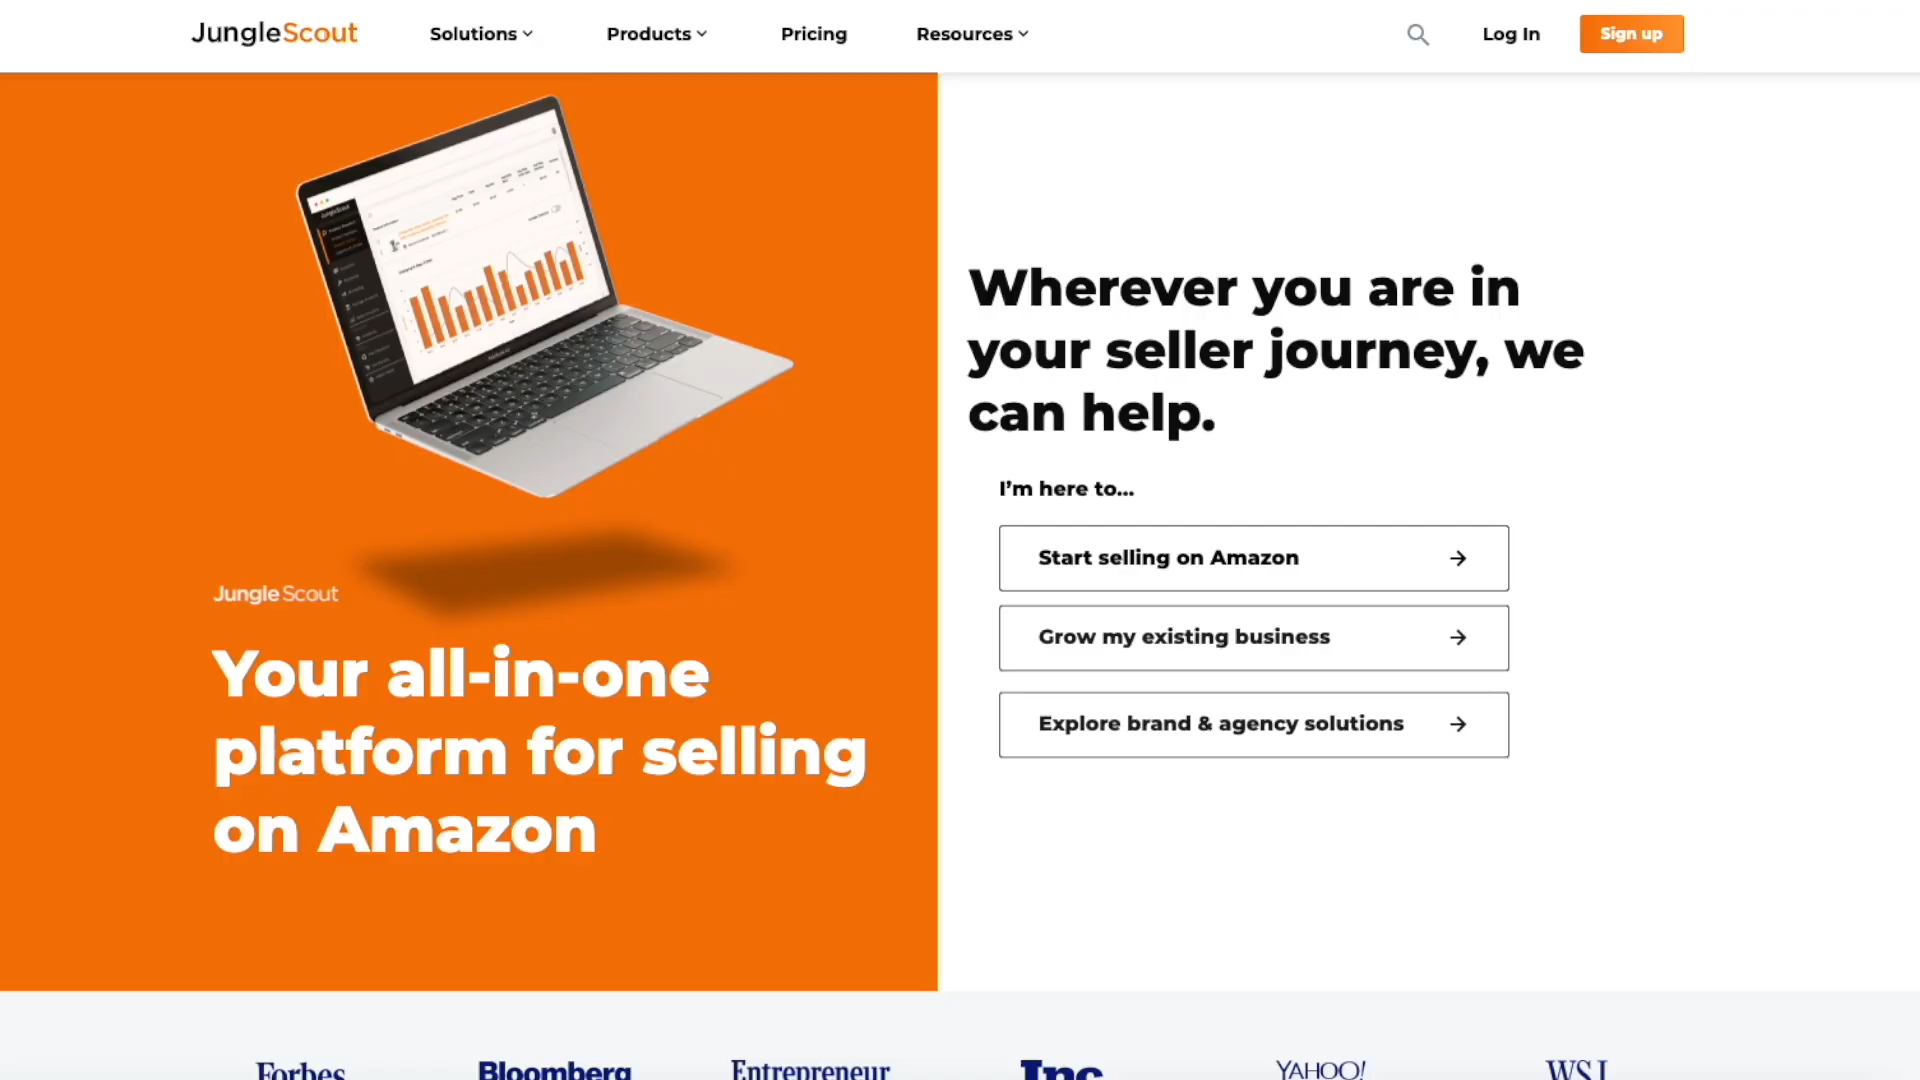 JungleScout
Solutions
Products
Pricing
Resources
Log In
Sign up
JungleScout
Your all-in-one
platform for selling
on Amazon
Wherever you are in
your seller journey, we
can help.
I'm here to...
Start selling on Amazon
Grow my existing business
Explore brand & agency solutions
Forbes
Bloomberg
Entrepreneur
Inc
YAHOO!
WSJ